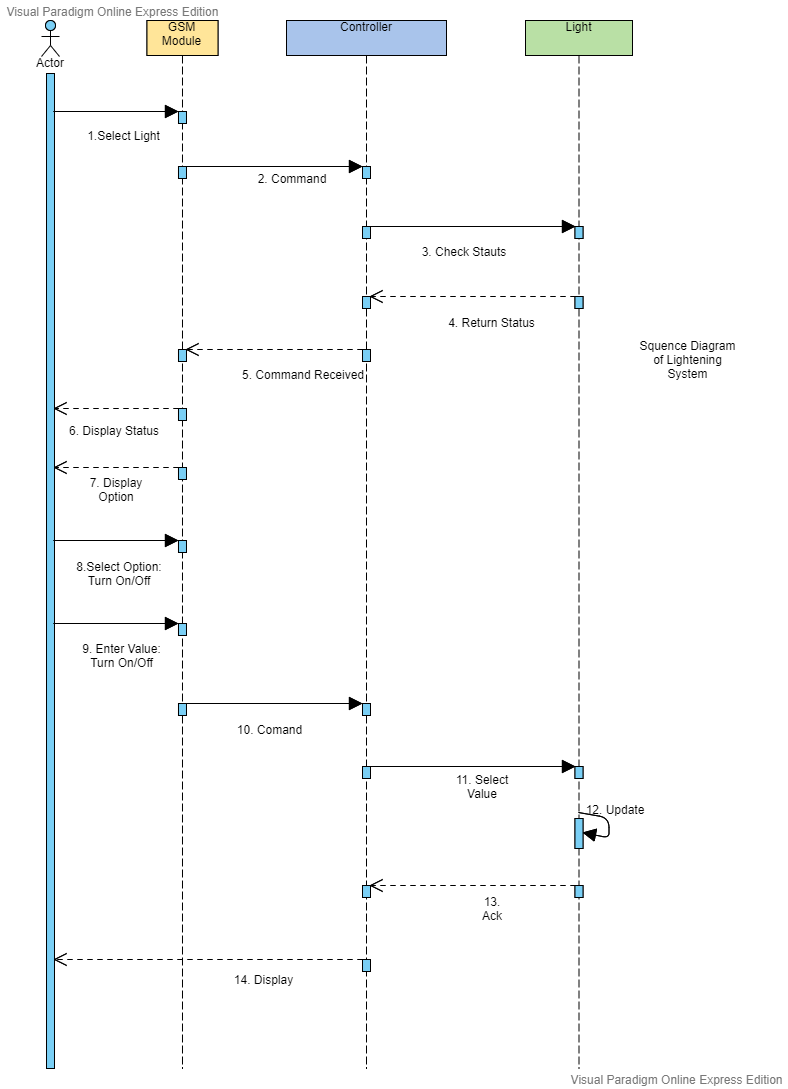 Visual Paradigm Online Express Edition
GSM
Module
Controller
Light
Actor
1.Select Light
2. Command
3. Check Stauts
4. Return Status
Squence Diagram
of Lightening
System
5. Command Received
6. Display Status
7. Display
Option
8.Select Option:
Turn On/Off
9. Enter Value:
Turn On/Off
10. Comand
11. Select
Value
12. Update
13.
Ack
14. Display
Visual Paradigm Online Express Edition